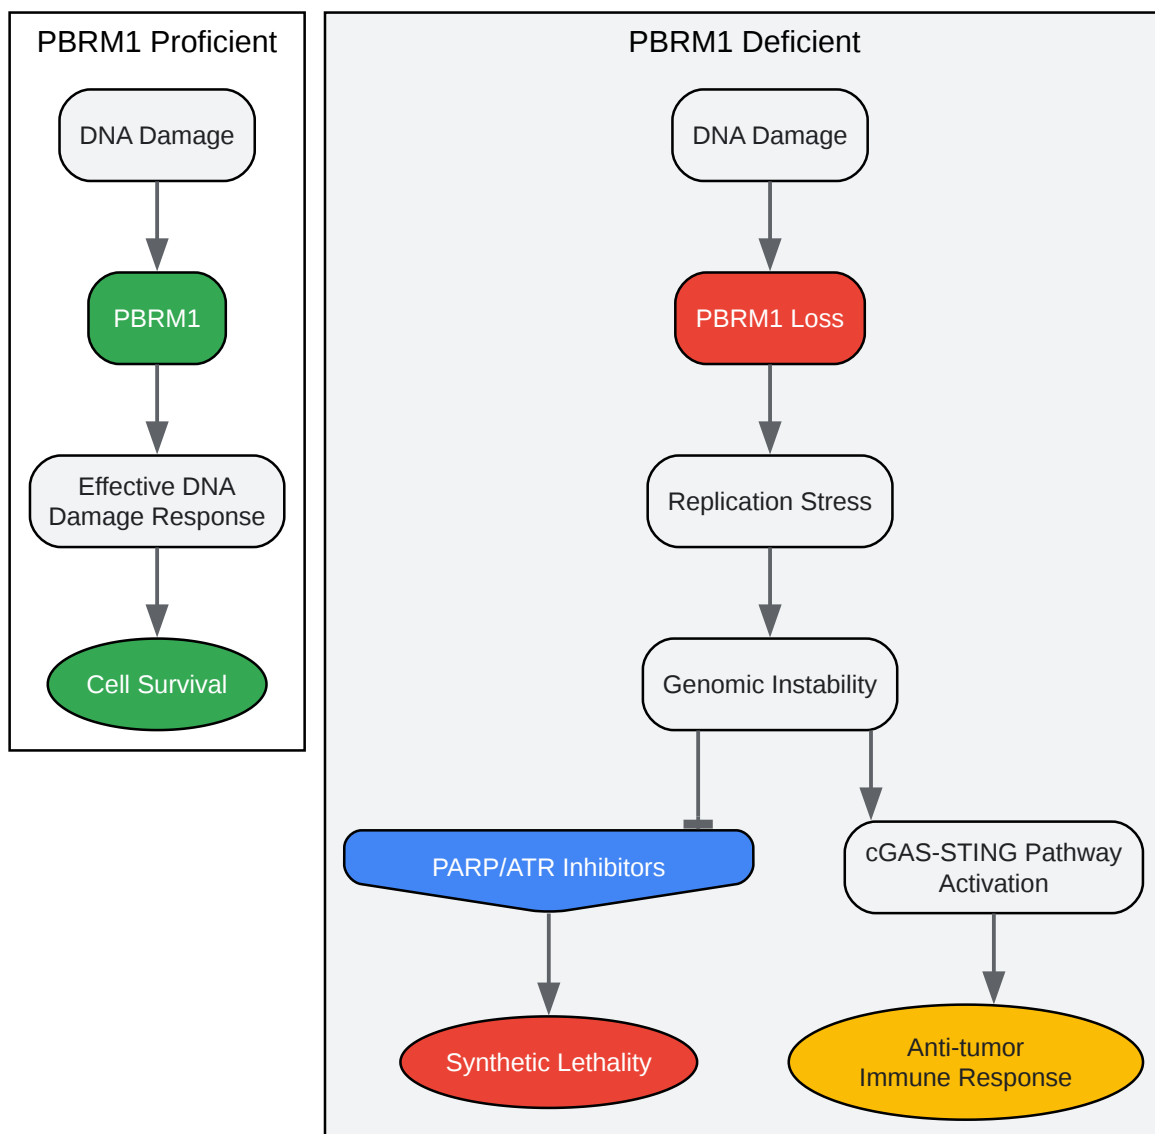 PBRM1 Proficient
DNA Damage
PBRM1
Effective DNA
Damage Response
Cell Survival
PBRM1 Deficient
DNA Damage
PBRM1 Loss
Replication Stress
Genomic Instability
PARP/ATR Inhibitors
cGAS-STING Pathway
Activation
Synthetic Lethality
Anti-tumor
Immune Response